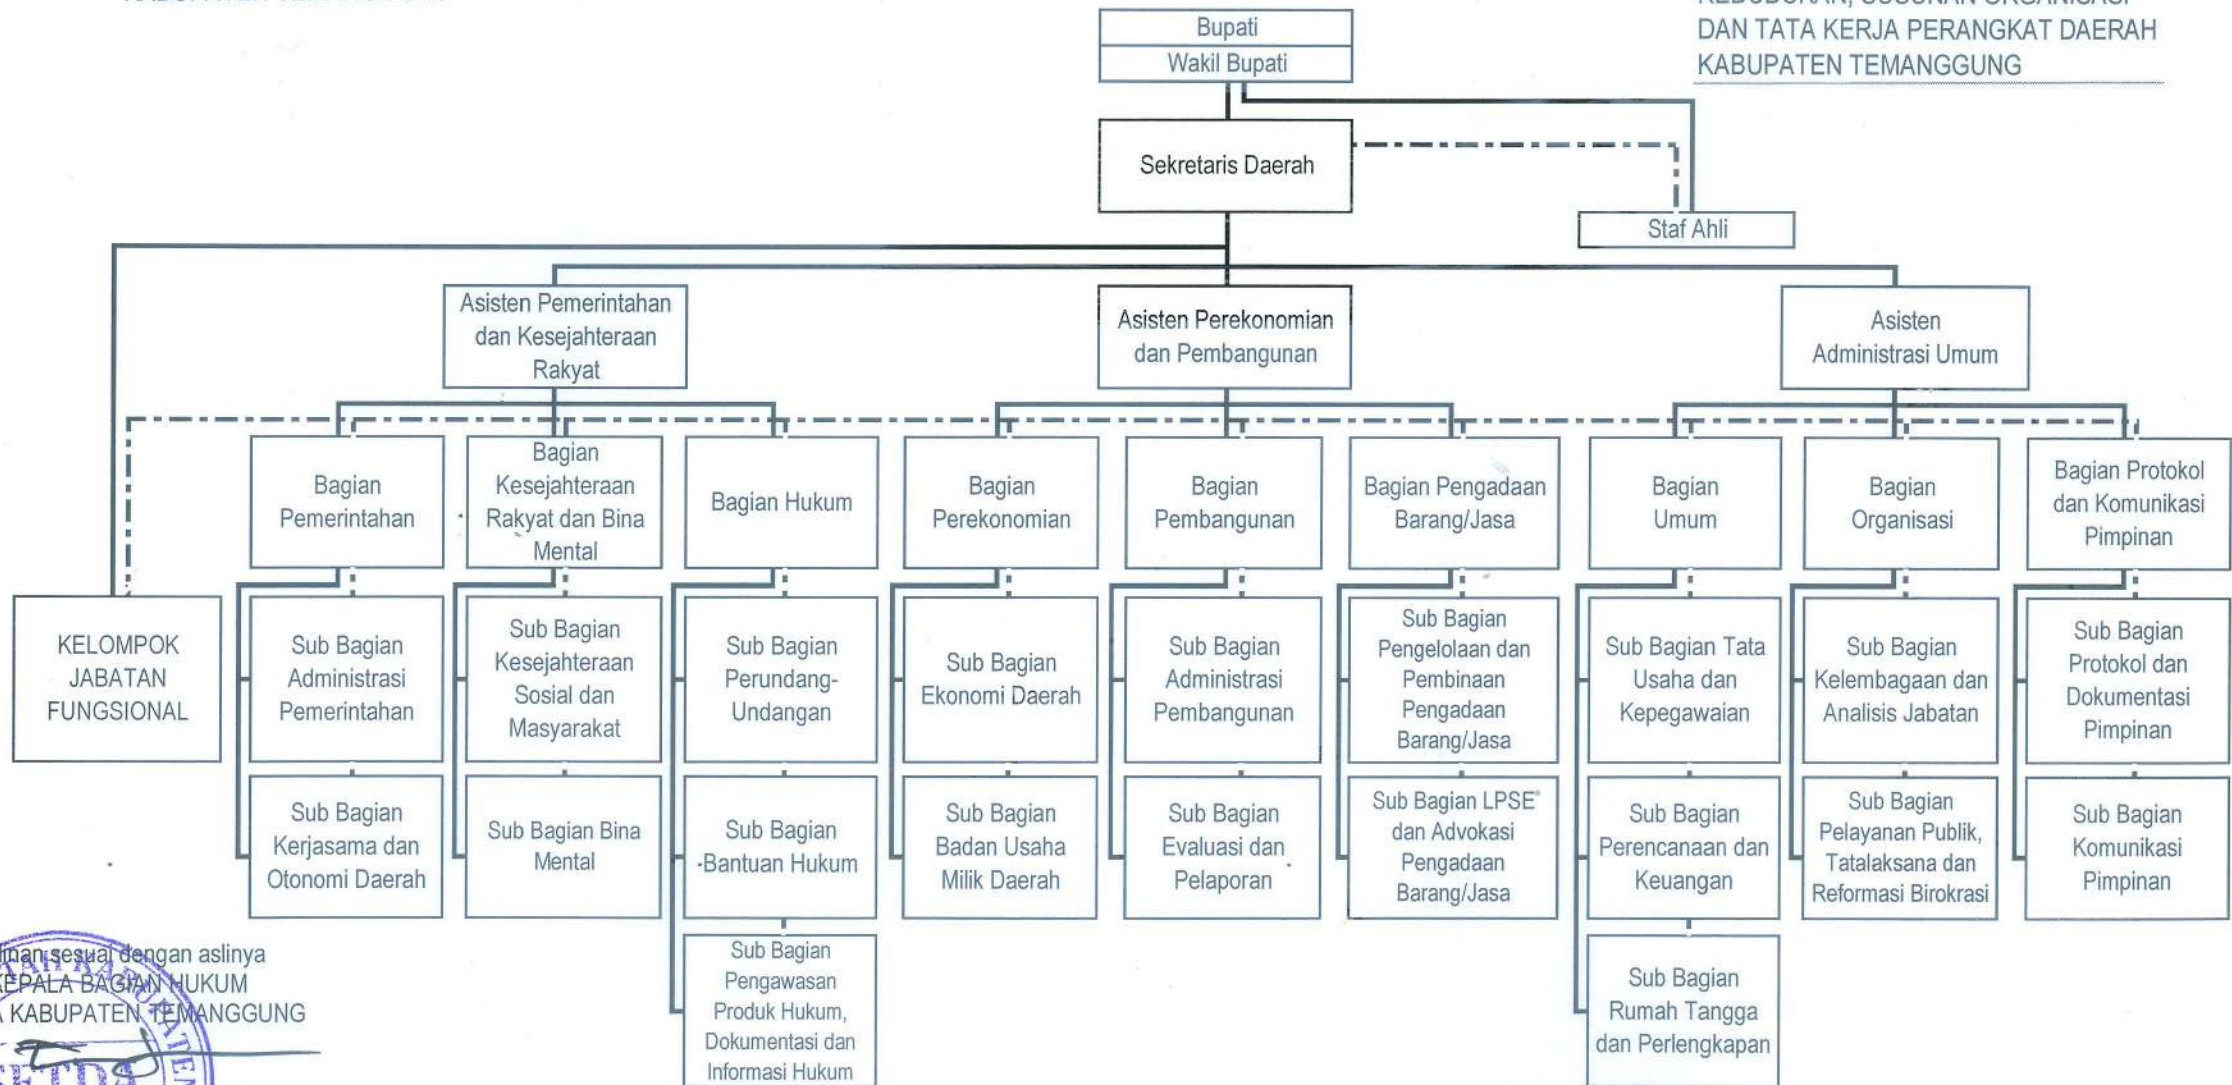 DAN TATA KERJA PERANGKAT DAERAH
KABUPATEN TEMANGGUNG
Bupati
Wakil Bupati
Sekretaris Daerah
Staf Ahli
Asisten Pemerintahan
dan Kesejahteraan
Rakyat
Asisten Perekonomian
dan Pembangunan
Asisten
Administrasi Umum
Bagian
Pemerintahan
Bagian
Kesejahteraan
Rakyat dan Bina
Mental
Bagian Hukum
Bagian
Perekonomian
Bagian
Pembangunan
Bagian Pengadaan
Barang/Jasa
Bagian
Umum
Bagian
Organisasi
Bagian Protokol
dan Komunikasi
Pimpinan
KELOMPOK
JABATAN
FUNGSIONAL
Sub Bagian
Administrasi
Pemerintahan
Sub Bagian
Kesejahteraan
Sosial dan
Masyarakat
Sub Bagian
Perundang-
Undangan
Sub Bagian
Ekonomi Daerah
Sub Bagian
Administrasi
Pembangunan
Sub Bagian
Pengelolaan dan
Pembinaan
Pengadaan
Barang/Jasa
Sub Bagian Tata
Usaha dan
Kepegawaian
Sub Bagian
Kelembagaan dan
Analisis Jabatan
Sub Bagian
Protokol dan
Dokumentasi
Pimpinan
Sub Bagian
Kerjasama dan
Otonomi Daerah
Sub Bagian Bina
Mental
Sub Bagian
Bantuan Hukum
Sub Bagian
Badan Usaha
Milik Daerah
Sub Bagian
Evaluasi dan
Pelaporan
Sub Bagian LPSE
dan Advokasi
Pengadaan
Barang/Jasa
Sub Bagian
Perencanaan dan
Keuangan
Sub Bagian
Pelayanan Publik,
Tatalaksana dan
Reformasi Birokrasi
Sub Bagian
Komunikasi
Pimpinan
Sub Bagian
Pengawasan
Produk Hukum,
Dokumentasi dan
Informasi Hukum
Sub Bagian
Rumah Tangga
dan Perlengkapan
sesuai dengan aslinya
KEPALA BAGIAN HUKUM
KABUPATEN TEMANGGUNG